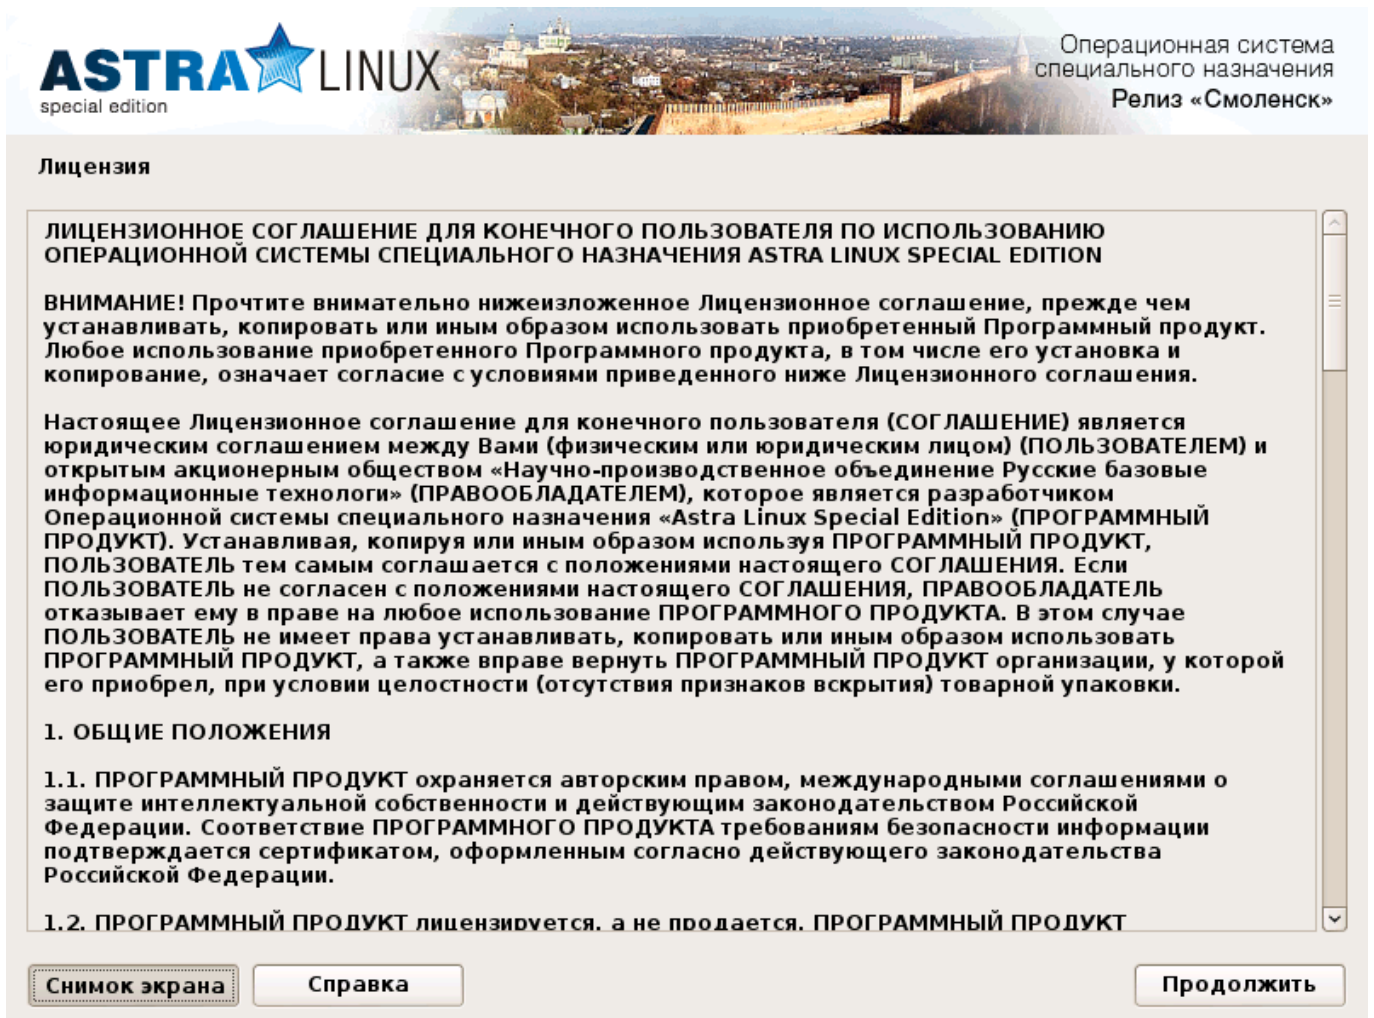 ASTRA LINUX
special edition
Операционная система
специального назначения
Релиз «Смоленск»
Лицензия
ЛИЦЕНЗИОННОЕ СОГЛАШЕНИЕ ДЛЯ КОНЕЧНОГО ПОЛЬЗОВАТЕЛЯ ПО ИСПОЛЬЗОВАНИЮ
ОПЕРАЦИОННОЙ СИСТЕМЫ СПЕЦИАЛЬНОГО НАЗНАЧЕНИЯ ASTRA LINUX SPECIAL EDITION
ВНИМАНИЕ! Прочтите внимательно нижеизложенное Лицензионное соглашение, прежде чем
устанавливать, копировать или иным образом использовать приобретенный Программный продукт.
Любое использование приобретенного Программного продукта, в том числе его установка и
копирование, означает согласие с условиями приведенного ниже Лицензионного соглашения.
Настоящее Лицензионное соглашение для конечного пользователя (СОГЛАШЕНИЕ) является
юридическим соглашением между Вами (физическим или юридическим лицом) (ПОЛЬЗОВАТЕЛЕМ) и
открытым акционерным обществом «Научно-производственное объединение Русские базовые
информационные технологи» (ПРАВООБЛАДАТЕЛЕМ), которое является разработчиком
Операционной системы специального назначения «Astra Linux Special Edition» (ПРОГРАММНЫЙ
ПРОДУКТ). Устанавливая, копируя или иным образом используя ПРОГРАММНЫЙ ПРОДУКТ,
ПОЛЬЗОВАТЕЛЬ тем самым соглашается с положениями настоящего СОГЛАШЕНИЯ. Если
ПОЛЬЗОВАТЕЛЬ не согласен с положениями настоящего СОГЛАШЕНИЯ, ПРАВООБЛАДАТЕЛЬ
отказывает ему в праве на любое использование ПРОГРАММНОГО ПРОДУКТА. В этом случае
ПОЛЬЗОВАТЕЛЬ не имеет права устанавливать, копировать или иным образом использовать
ПРОГРАММНЫЙ ПРОДУКТ, а также вправе вернуть ПРОГРАММНЫЙ ПРОДУКТ организации, у которой
его приобрел, при условии целостности (отсутствия признаков вскрытия) товарной упаковки.
1. ОБЩИЕ ПОЛОЖЕНИЯ
1.1. ПРОГРАММНЫЙ ПРОДУКТ охраняется авторским правом, международными соглашениями о
защите интеллектуальной собственности и действующим законодательством Российской
Федерации. Соответствие ПРОГРАММНОГО ПРОДУКТА требованиям безопасности информации
подтверждается сертификатом, оформленным согласно действующего законодательства
Российской Федерации.
1.2. ПРОГРАММНЫЙ ПРОДУКТ лицензируется, а не продается. ПРОГРАММНЫЙ ПРОДУКТ
Снимок экрана
Справка
Продолжить